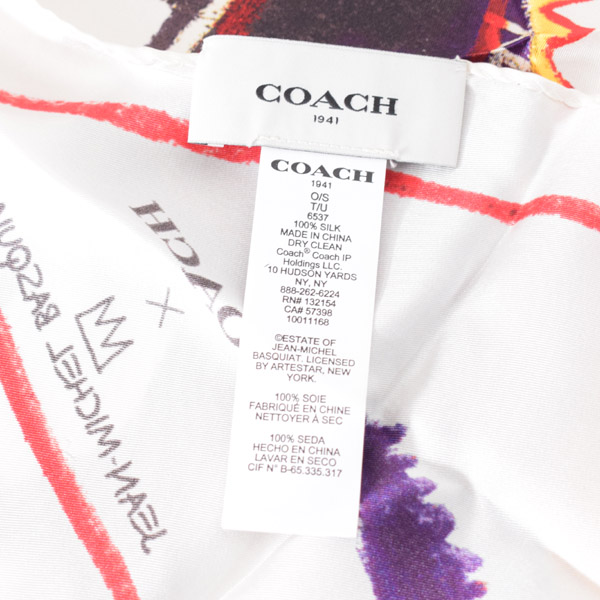 COACH
1941
COACH
1941
O/S
T/U
6537
100% SILK
MADE IN CHINA
DRY CLEAN
Coach® Coach IP
Holdings LLC.
10 HUDSON YARDS
NY, NY
888-262-6224
RN# 132154
CA# 57398
10011168
©ESTATE OF
JEAN-MICHEL
BASQUIAT. LICENSED
BY ARTESTAR, NEW
YORK.
100% SOIE
FABRIQUÉ EN CHINE
NETTOYER À SEC
100% SEDA
HECHO EN CHINA
LAVAR EN SECO
CIF N° B-65.335.317
COACH
X
JEAN-MICHEL BASQUI